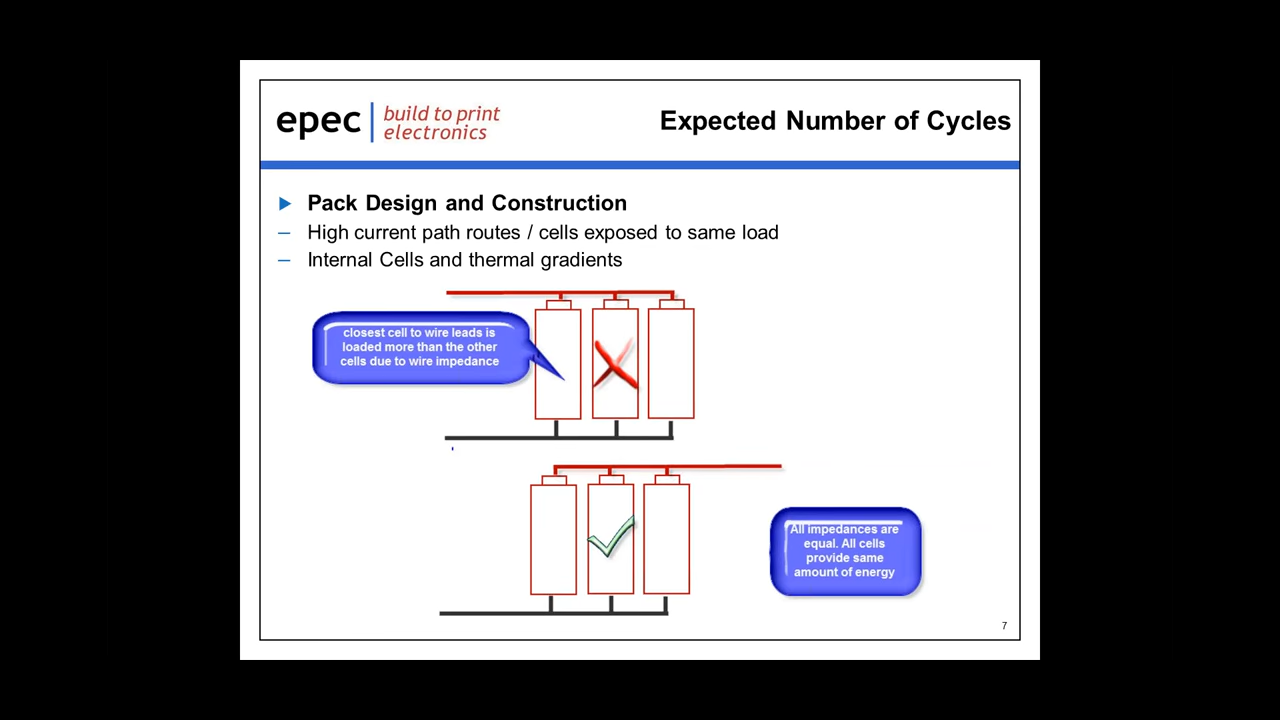 epec
build to print
electronics
Expected Number of Cycles
Pack Design and Construction
– High current path routes / cells exposed to same load
– Internal Cells and thermal gradients
closest cell to wire leads is
loaded more than the other
cells due to wire impedance
All impedances are
equal. All cells
provide same
amount of energy
7